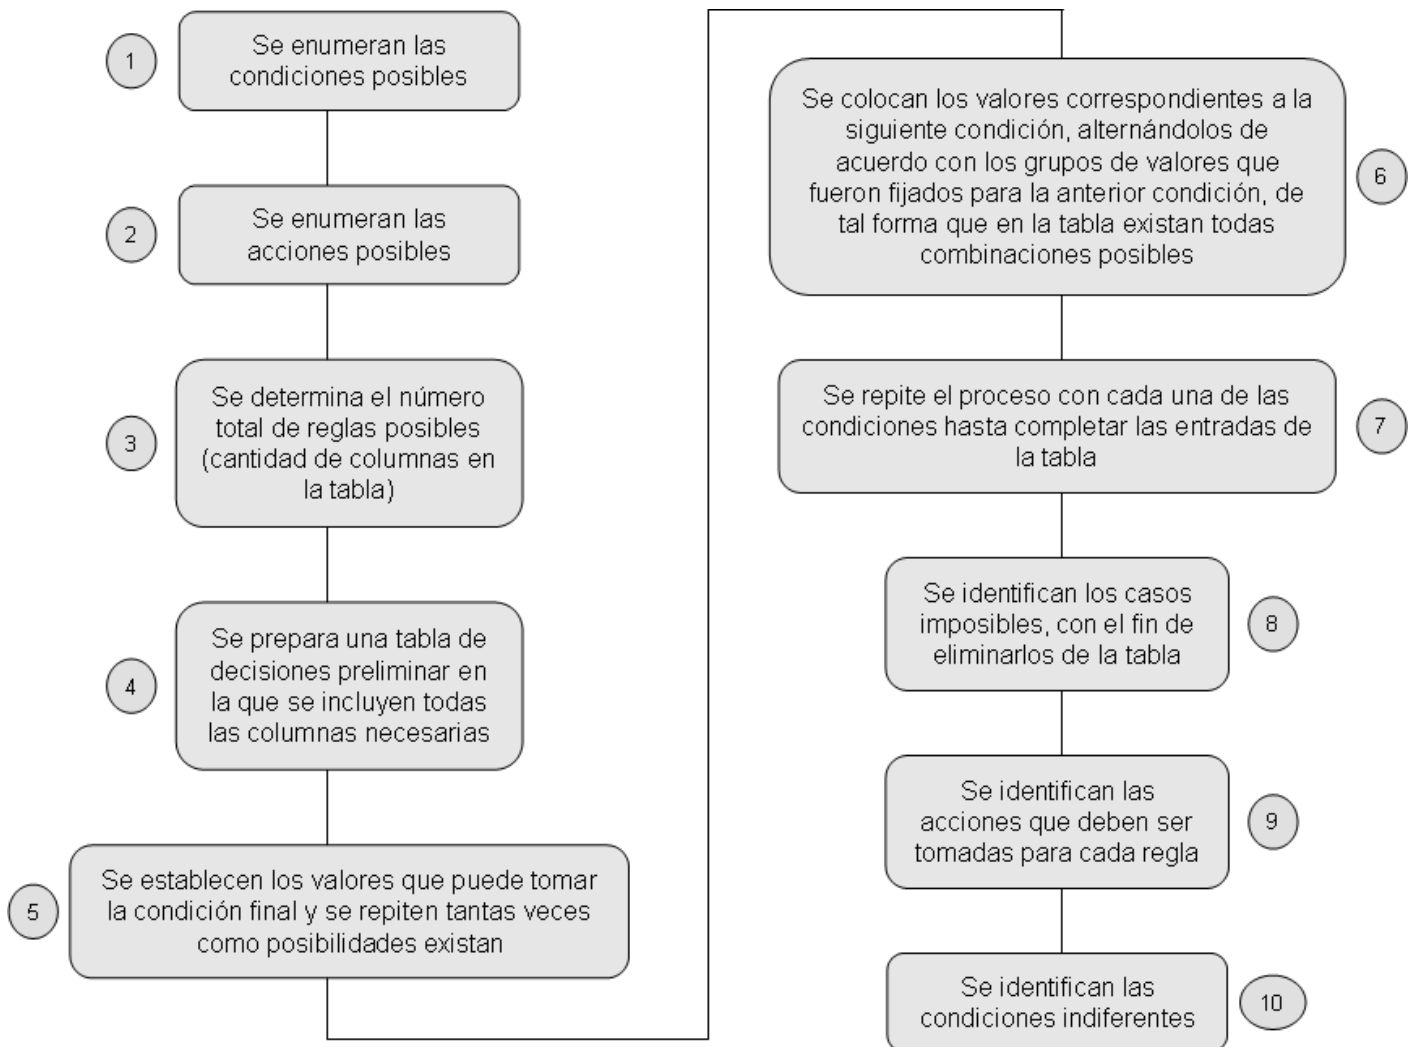 1
Se enumeran las
condiciones posibles
2
Se enumeran las
acciones posibles
3
Se determina el número
total de reglas posibles
(cantidad de columnas en
la tabla)
4
Se prepara una tabla de
decisiones preliminar en
la que se incluyen todas
las columnas necesarias
5
Se establecen los valores que puede tomar
la condición final y se repiten tantas veces
como posibilidades existan
Se colocan los valores correspondientes a la
siguiente condición, alternándolos de
acuerdo con los grupos de valores que
fueron fijados para la anterior condición, de
tal forma que en la tabla existan todas
combinaciones posibles
6
Se repite el proceso con cada una de las
condiciones hasta completar las entradas de
la tabla
7
Se identifican los casos
imposibles, con el fin de
eliminarlos de la tabla
8
Se identifican las
acciones que deben ser
tomadas para cada regla
9
Se identifican las
condiciones indiferentes
10